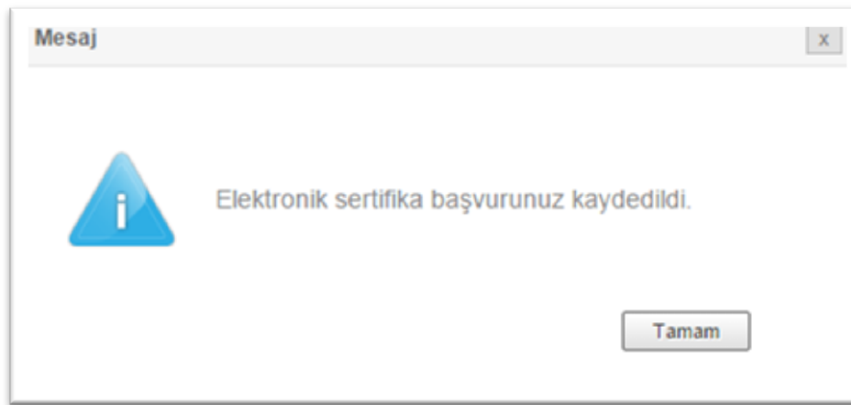 Mesaj
x
i
Elektronik sertifika başvurunuz kaydedildi.
Tamam